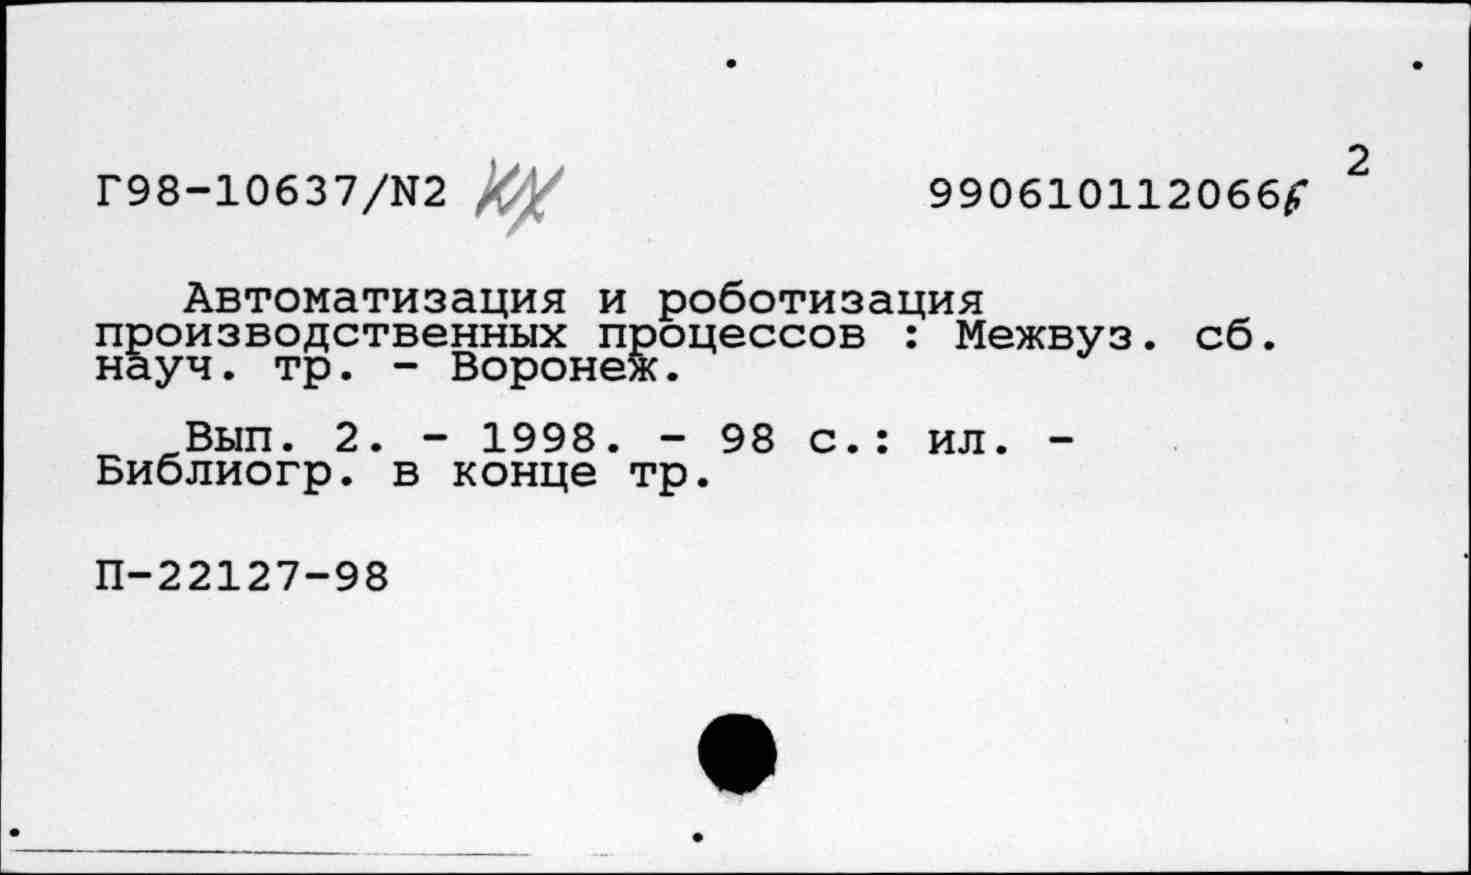 2
Г98-10637/N2 КХ 990610112066
Автоматизация и роботизация
производственных процессов : Межвуз. сб.
науч. тр. - Воронеж.
Вып. 2. - 1998. - 98 с.: ил. -
Библиогр. в конце тр.
П-22127-98